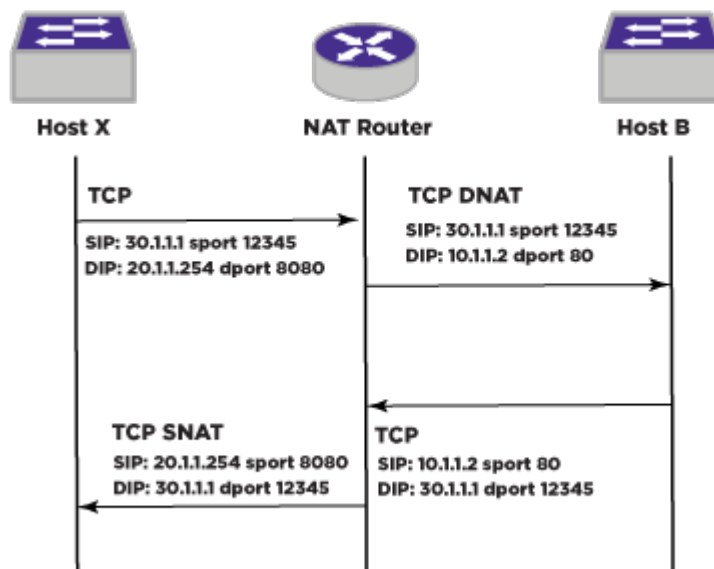 Host X
NAT Router
Host B
TCP
SIP: 30.1.1.1 sport 12345
DIP: 20.1.1.254 dport 8080
TCP DNAT
SIP: 30.1.1.1 sport 12345
DIP: 10.1.1.2 dport 80
TCP SNAT
SIP: 20.1.1.254 sport 8080
DIP: 30.1.1.1 dport 12345
TCP
SIP: 10.1.1.2 sport 80
DIP: 30.1.1.1 dport 12345